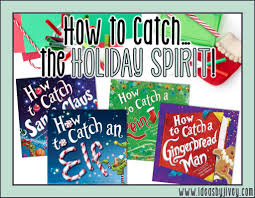 How to Catch...
the HOLIDAY SPIRIT!
How to Catch
Santa Claus
How to Catch a
How to Catch an
Elf
How to Catch a
Gingerbread
Man
www.ideasbyjivey.com